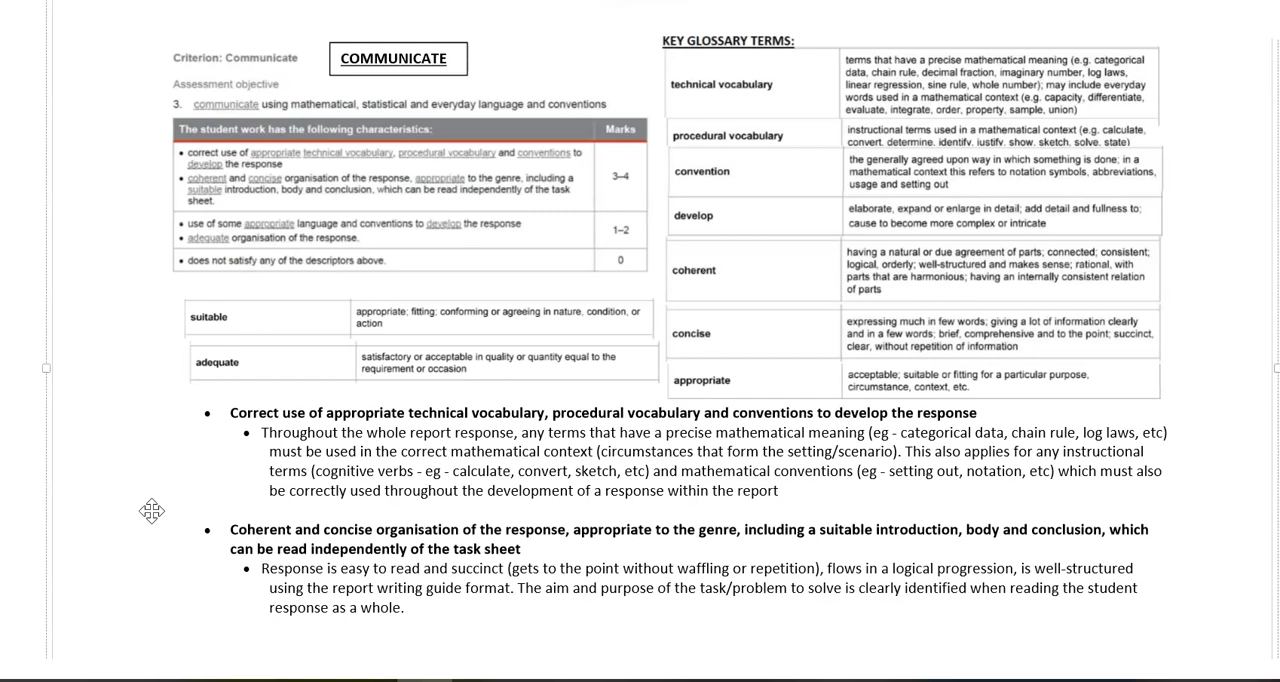 Criterion: Communicate
COMMUNICATE
Assessment objective
3. communicate using mathematical, statistical and everyday language and conventions
The student work has the following characteristics: Marks
• correct use of appropriate technical vocabulary, procedural vocabulary and conventions to
develop the response
• coherent and concise organisation of the response, appropriate to the genre, including a
suitable introduction, body and conclusion, which can be read independently of the task
sheet.
3–4
• use of some appropriate language and conventions to develop the response
• adequate organisation of the response.
1–2
• does not satisfy any of the descriptors above. 0
suitable
appropriate; fitting; conforming or agreeing in nature, condition, or
action
adequate
satisfactory or acceptable in quality or quantity equal to the
requirement or occasion
KEY GLOSSARY TERMS:
technical vocabulary
terms that have a precise mathematical meaning (e.g. categorical
data, chain rule, decimal fraction, imaginary number, log laws,
linear regression, sine rule, whole number); may include everyday
words used in a mathematical context (e.g. capacity, differentiate,
evaluate, integrate, order, property, sample, union)
procedural vocabulary
instructional terms used in a mathematical context (e.g. calculate,
convert, determine, identify, justify, show, sketch, solve, state)
convention
the generally agreed upon way in which something is done; in a
mathematical context this refers to notation symbols, abbreviations,
usage and setting out
develop
elaborate, expand or enlarge in detail; add detail and fullness to;
cause to become more complex or intricate
coherent
having a natural or due agreement of parts; connected; consistent;
logical, orderly; well-structured and makes sense; rational, with
parts that are harmonious; having an internally consistent relation
of parts
concise
expressing much in few words; giving a lot of information clearly
and in a few words; brief, comprehensive and to the point; succinct,
clear, without repetition of information
appropriate
acceptable; suitable or fitting for a particular purpose,
circumstance, context, etc.
• Correct use of appropriate technical vocabulary, procedural vocabulary and conventions to develop the response
• Throughout the whole report response, any terms that have a precise mathematical meaning (eg - categorical data, chain rule, log laws, etc)
must be used in the correct mathematical context (circumstances that form the setting/scenario). This also applies for any instructional
terms (cognitive verbs - eg - calculate, convert, sketch, etc) and mathematical conventions (eg - setting out, notation, etc) which must also
be correctly used throughout the development of a response within the report
• Coherent and concise organisation of the response, appropriate to the genre, including a suitable introduction, body and conclusion, which
can be read independently of the task sheet
• Response is easy to read and succinct (gets to the point without waffling or repetition), flows in a logical progression, is well-structured
using the report writing guide format. The aim and purpose of the task/problem to solve is clearly identified when reading the student
response as a whole.